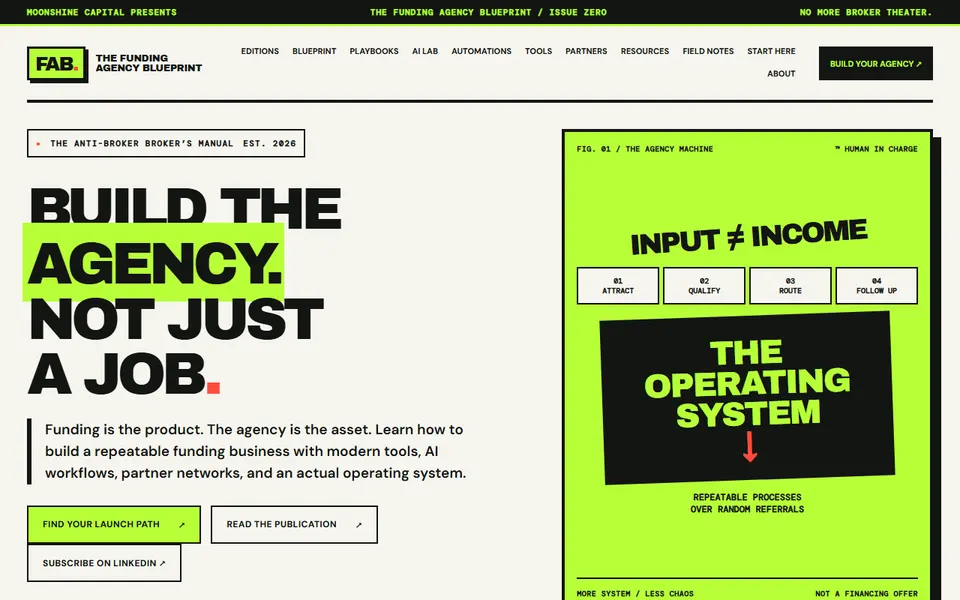 MOONSHINE CAPITAL PRESENTS
THE FUNDING AGENCY BLUEPRINT / ISSUE ZERO
NO MORE BROKER THEATER.
FAB.
THE FUNDING
AGENCY BLUEPRINT
EDITIONS
BLUEPRINT
PLAYBOOKS
AI LAB
AUTOMATIONS
TOOLS
PARTNERS
RESOURCES
FIELD NOTES
START HERE
ABOUT
BUILD YOUR AGENCY ↗
THE ANTI-BROKER BROKER’S MANUAL EST. 2026
BUILD THE
AGENCY.
NOT JUST
A JOB.
Funding is the product. The agency is the asset. Learn how to
build a repeatable funding business with modern tools, AI
workflows, partner networks, and an actual operating system.
FIND YOUR LAUNCH PATH ↗
READ THE PUBLICATION ↗
SUBSCRIBE ON LINKEDIN ↗
FIG. 01 / THE AGENCY MACHINE
™ HUMAN IN CHARGE
INPUT ≠ INCOME
01
ATTRACT
02
QUALIFY
03
ROUTE
04
FOLLOW UP
THE
OPERATING
SYSTEM
↓
REPEATABLE PROCESSES
OVER RANDOM REFERRALS
MORE SYSTEM / LESS CHAOS
NOT A FINANCING OFFER